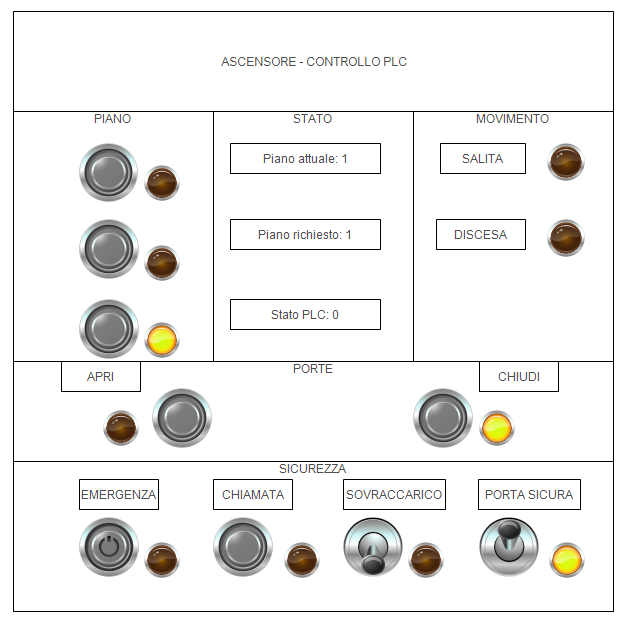 ASCENSORE - CONTROLLO PLC
PIANO
STATO
MOVIMENTO
Piano attuale: 1
SALITA
Piano richiesto: 1
DISCESA
Stato PLC: 0
PORTE
APRI
CHIUDI
SICUREZZA
EMERGENZA
CHIAMATA
SOVRACCARICO
PORTA SICURA